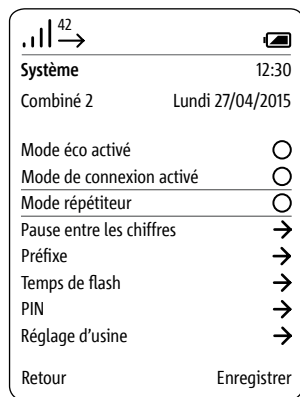 42
Système 12:30
Combiné 2 Lundi 27/04/2015
Mode éco activé
Mode de connexion activé
Mode répétiteur
Pause entre les chiffres
Préfixe
Temps de flash
PIN
Réglage d'usine
Retour Enregistrer